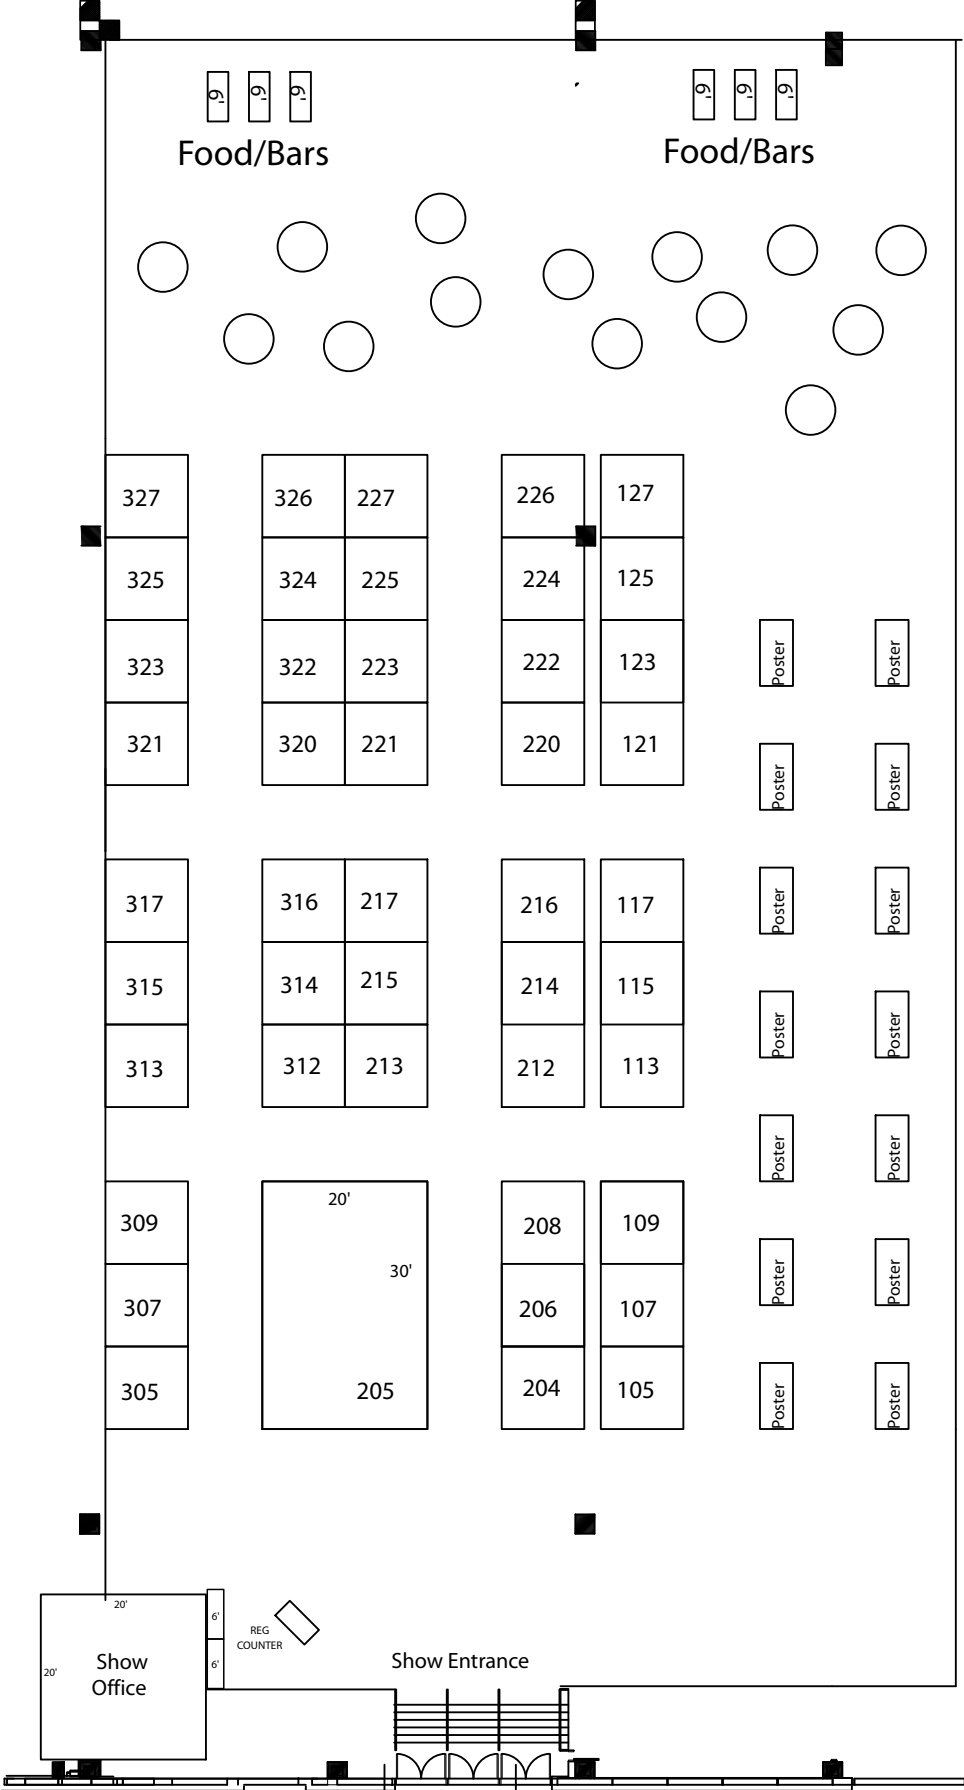 6' 6' 6' 6' 6' 6'
Food/Bars Food/Bars
327 326 227 226 127
325 324 225 224 125
323 322 223 222 123 Poster Poster
321 320 221 220 121 Poster Poster
317 316 217 216 117 Poster Poster
315 314 215 214 115 Poster Poster
313 312 213 212 113
Poster Poster
20'
309 208 109
30' Poster Poster
307 206 107
305 205 204 105 Poster Poster
20'
6'
REG
COUNTER
6'
20'
Show
Office
Show Entrance